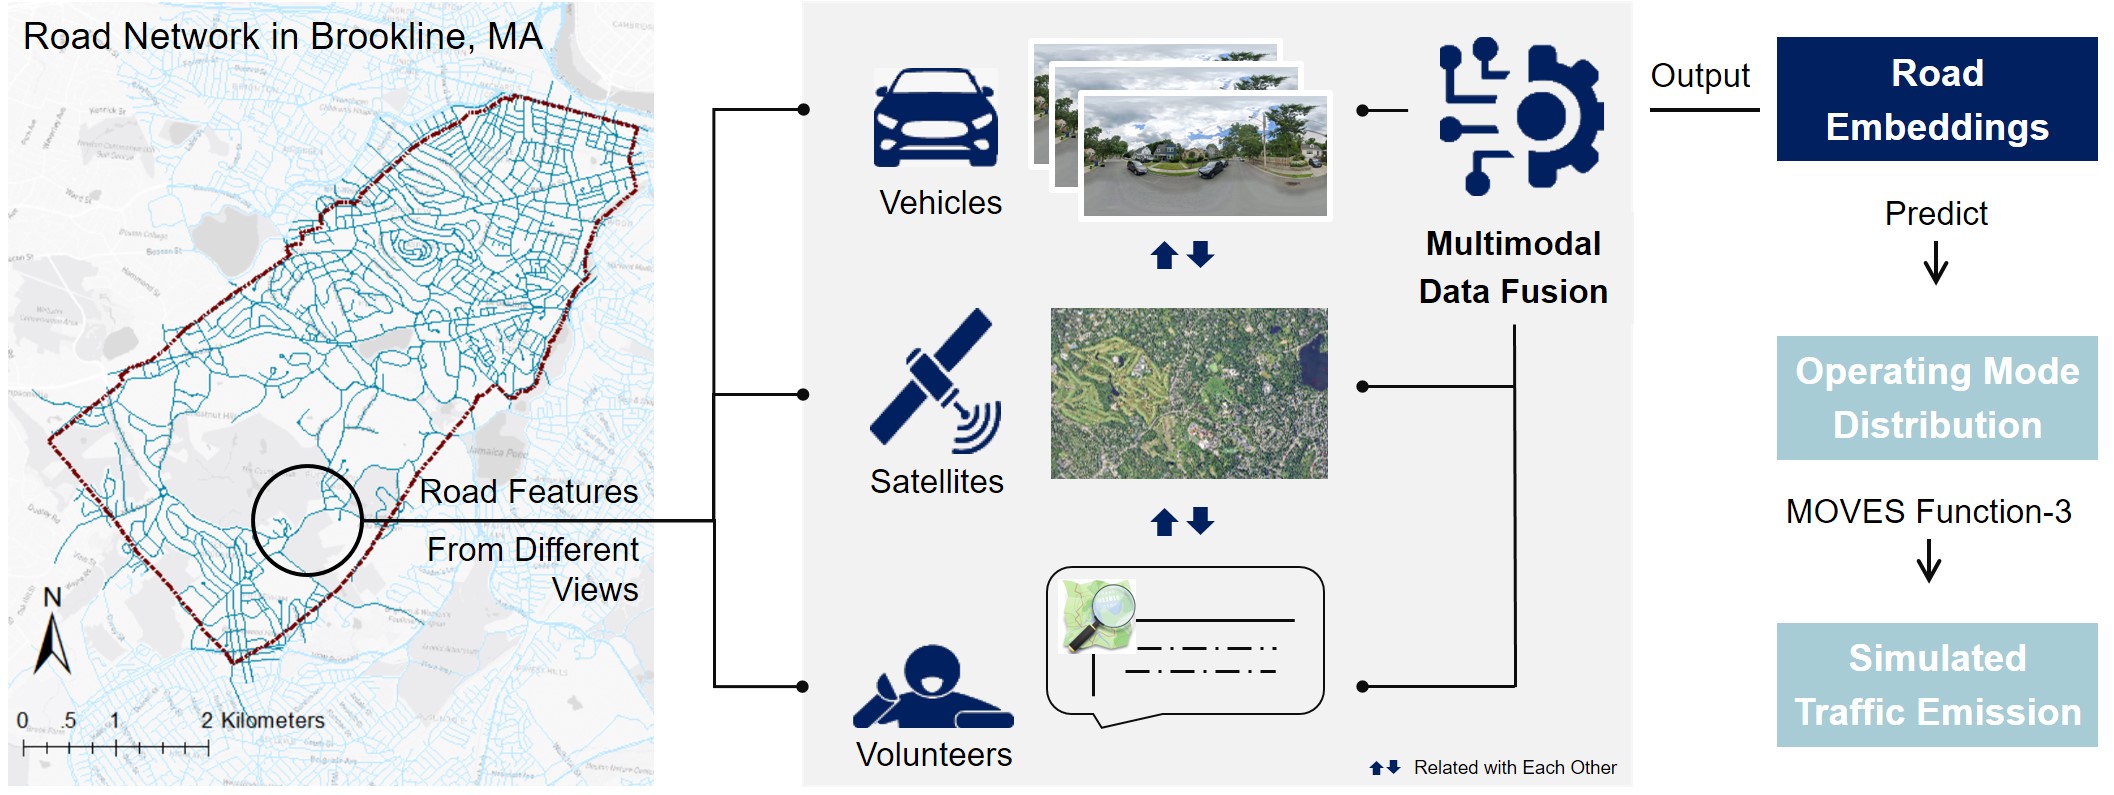 Road Network in Brookline, MA
Road Features
From Different
Views
N
0 .5 1 2 Kilometers
Jamaica Pond
Vehicles
Satellites
Volunteers
Multimodal
Data Fusion
Related with Each Other
Output
Road
Embeddings
Predict
Operating Mode
Distribution
MOVES Function-3
Simulated
Traffic Emission